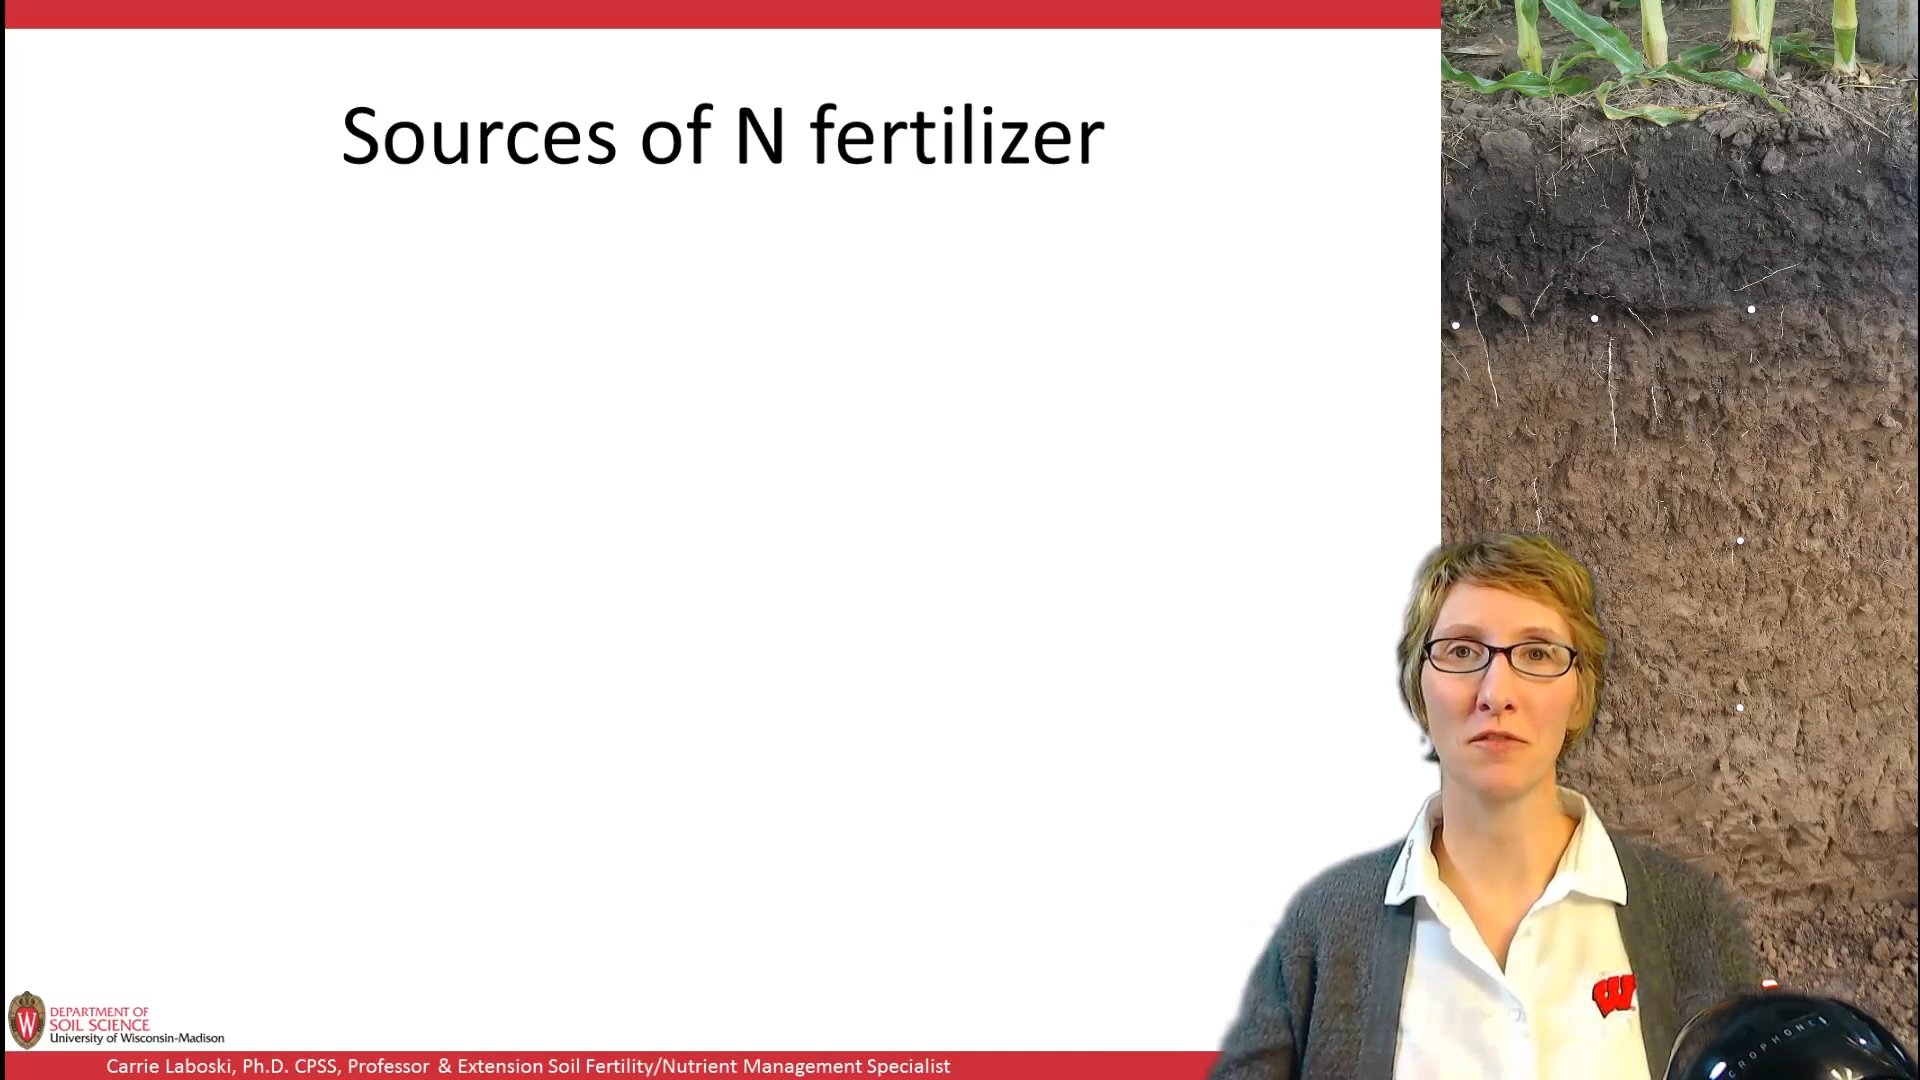 Sources of N fertilizer
W
W
DEPARTMENT OF
SOIL SCIENCE
University of Wisconsin-Madison
Carrie Laboski, Ph.D. CPSS, Professor & Extension Soil Fertility/Nutrient Management Specialist